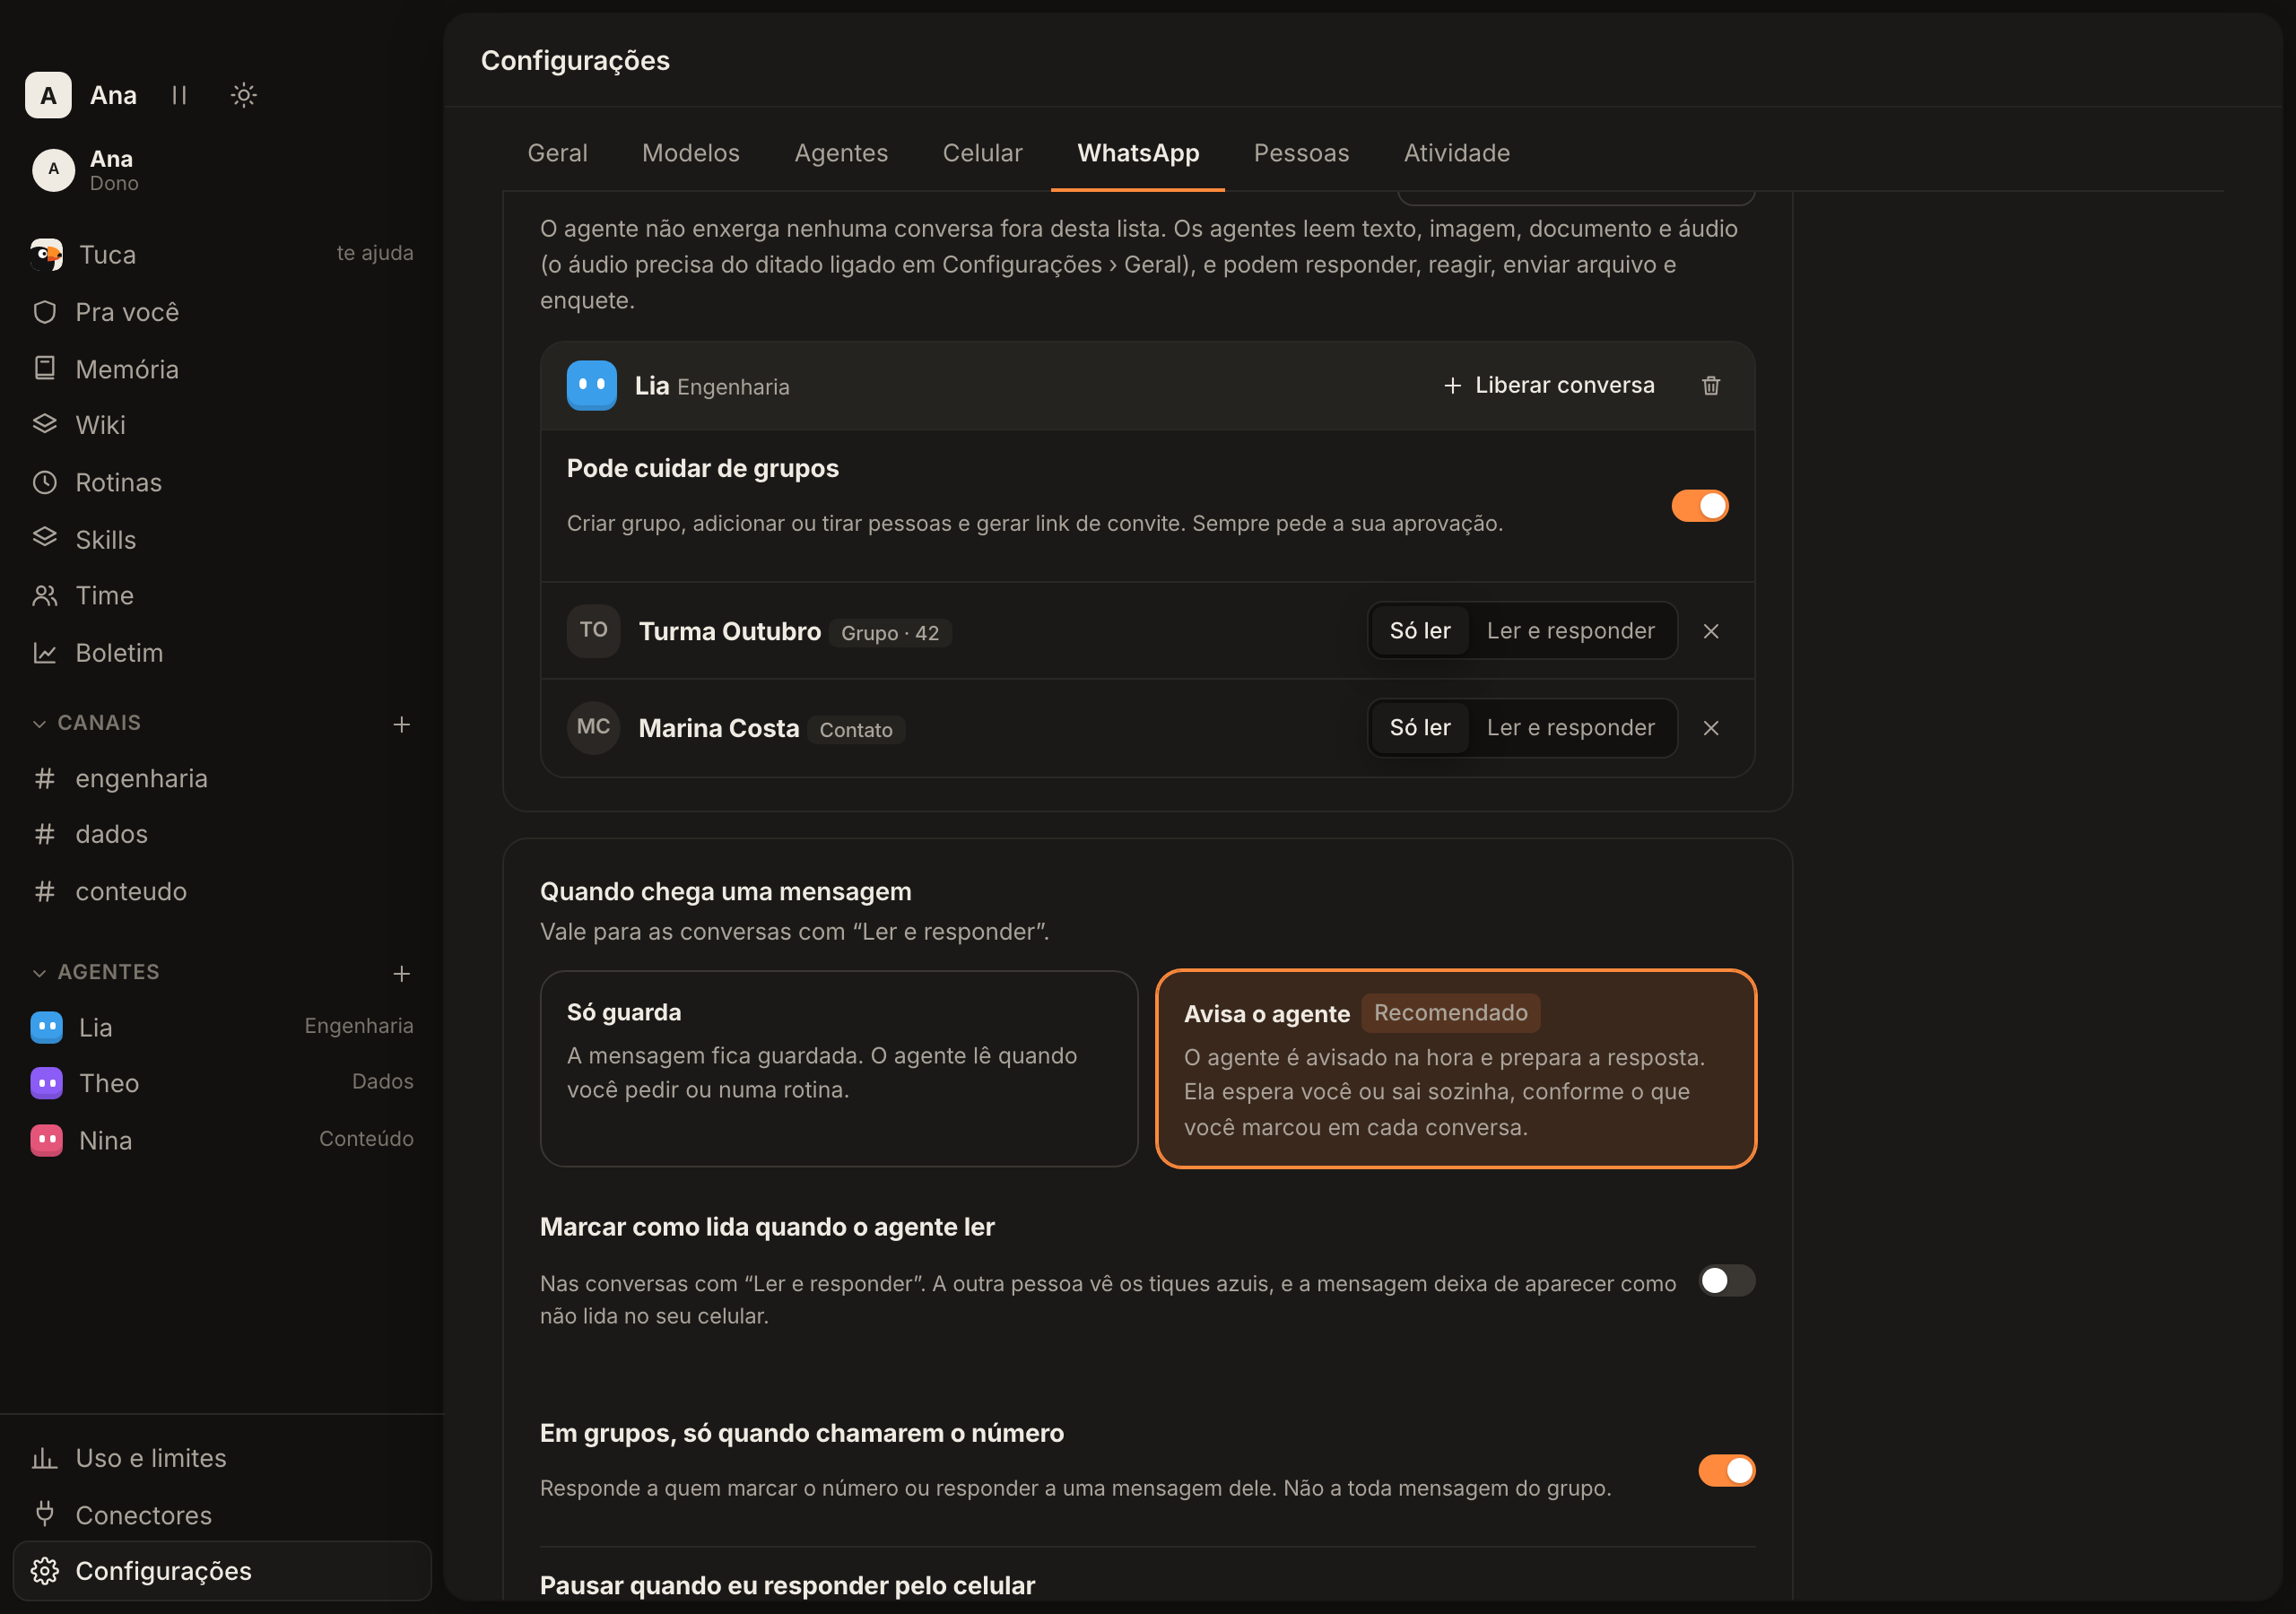 A
Ana
A
Ana
Dono
Tuca
te ajuda
Pra você
Memória
Wiki
Rotinas
Skills
Time
Boletim
CANAIS
engenharia
dados
conteudo
AGENTES
Lia
Engenharia
Theo
Dados
Nina
Conteúdo
Uso e limites
Conectores
Configurações
Configurações
Geral
Modelos
Agentes
Celular
WhatsApp
Pessoas
Atividade
O agente não enxerga nenhuma conversa fora desta lista. Os agentes leem texto, imagem, documento e áudio
(o áudio precisa do ditado ligado em Configurações › Geral), e podem responder, reagir, enviar arquivo e
enquete.
Lia Engenharia
+ Liberar conversa
Pode cuidar de grupos
Criar grupo, adicionar ou tirar pessoas e gerar link de convite. Sempre pede a sua aprovação.
TO
Turma Outubro
Grupo · 42
Só ler
Ler e responder
MC
Marina Costa
Contato
Só ler
Ler e responder
Quando chega uma mensagem
Vale para as conversas com “Ler e responder”.
Só guarda
A mensagem fica guardada. O agente lê quando
você pedir ou numa rotina.
Avisa o agente
Recomendado
O agente é avisado na hora e prepara a resposta.
Ela espera você ou sai sozinha, conforme o que
você marcou em cada conversa.
Marcar como lida quando o agente ler
Nas conversas com “Ler e responder”. A outra pessoa vê os tiques azuis, e a mensagem deixa de aparecer como
não lida no seu celular.
Em grupos, só quando chamarem o número
Responde a quem marcar o número ou responder a uma mensagem dele. Não a toda mensagem do grupo.
Pausar quando eu responder pelo celular